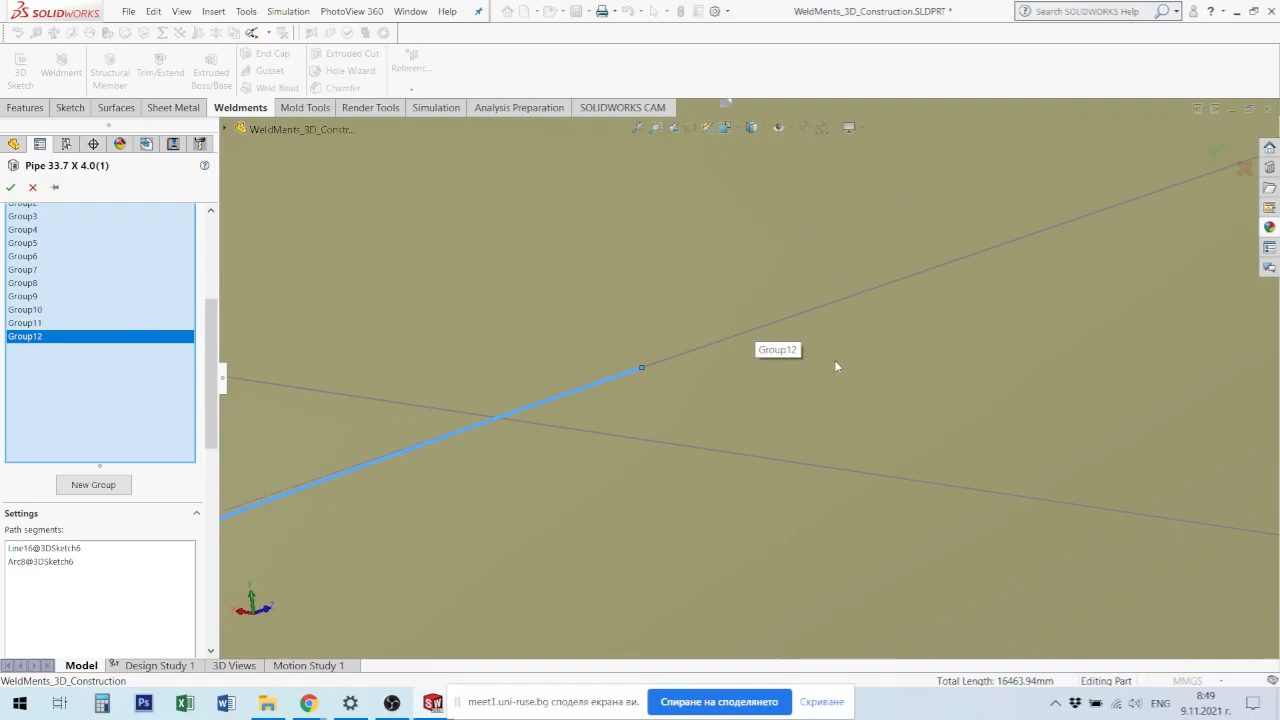 SOLIDWORKS
File
Edit
View
Insert
Tools
Simulation
PhotoView 360
Window
Help
WeldMents_3D_Construction.SLDPRT *
Search SOLIDWORKS Help
3D Sketch
Weldment
Structural Member
Trim/Extend
Extruded Boss/Base
End Cap
Gusset
Weld Bead
Extruded Cut
Hole Wizard
Chamfer
Referenc...
Features
Sketch
Surfaces
Sheet Metal
Weldments
Mold Tools
Render Tools
Simulation
Analysis Preparation
SOLIDWORKS CAM
WeldMents_3D_Constr...
Pipe 33.7 X 4.0(1)
Group2
Group3
Group4
Group5
Group6
Group7
Group8
Group9
Group10
Group11
Group12
Group12
New Group
Settings
Path segments:
Line16@3DSketch6
Arc8@3DSketch6
Model
Design Study 1
3D Views
Motion Study 1
WeldMents_3D_Construction
Total Length: 16463.94mm
Editing Part
MMGS
meet1.uni-ruse.bg споделя екрана ви.
Спиране на споделянето
Скриване
ENG
8:49
9.11.2021 г.